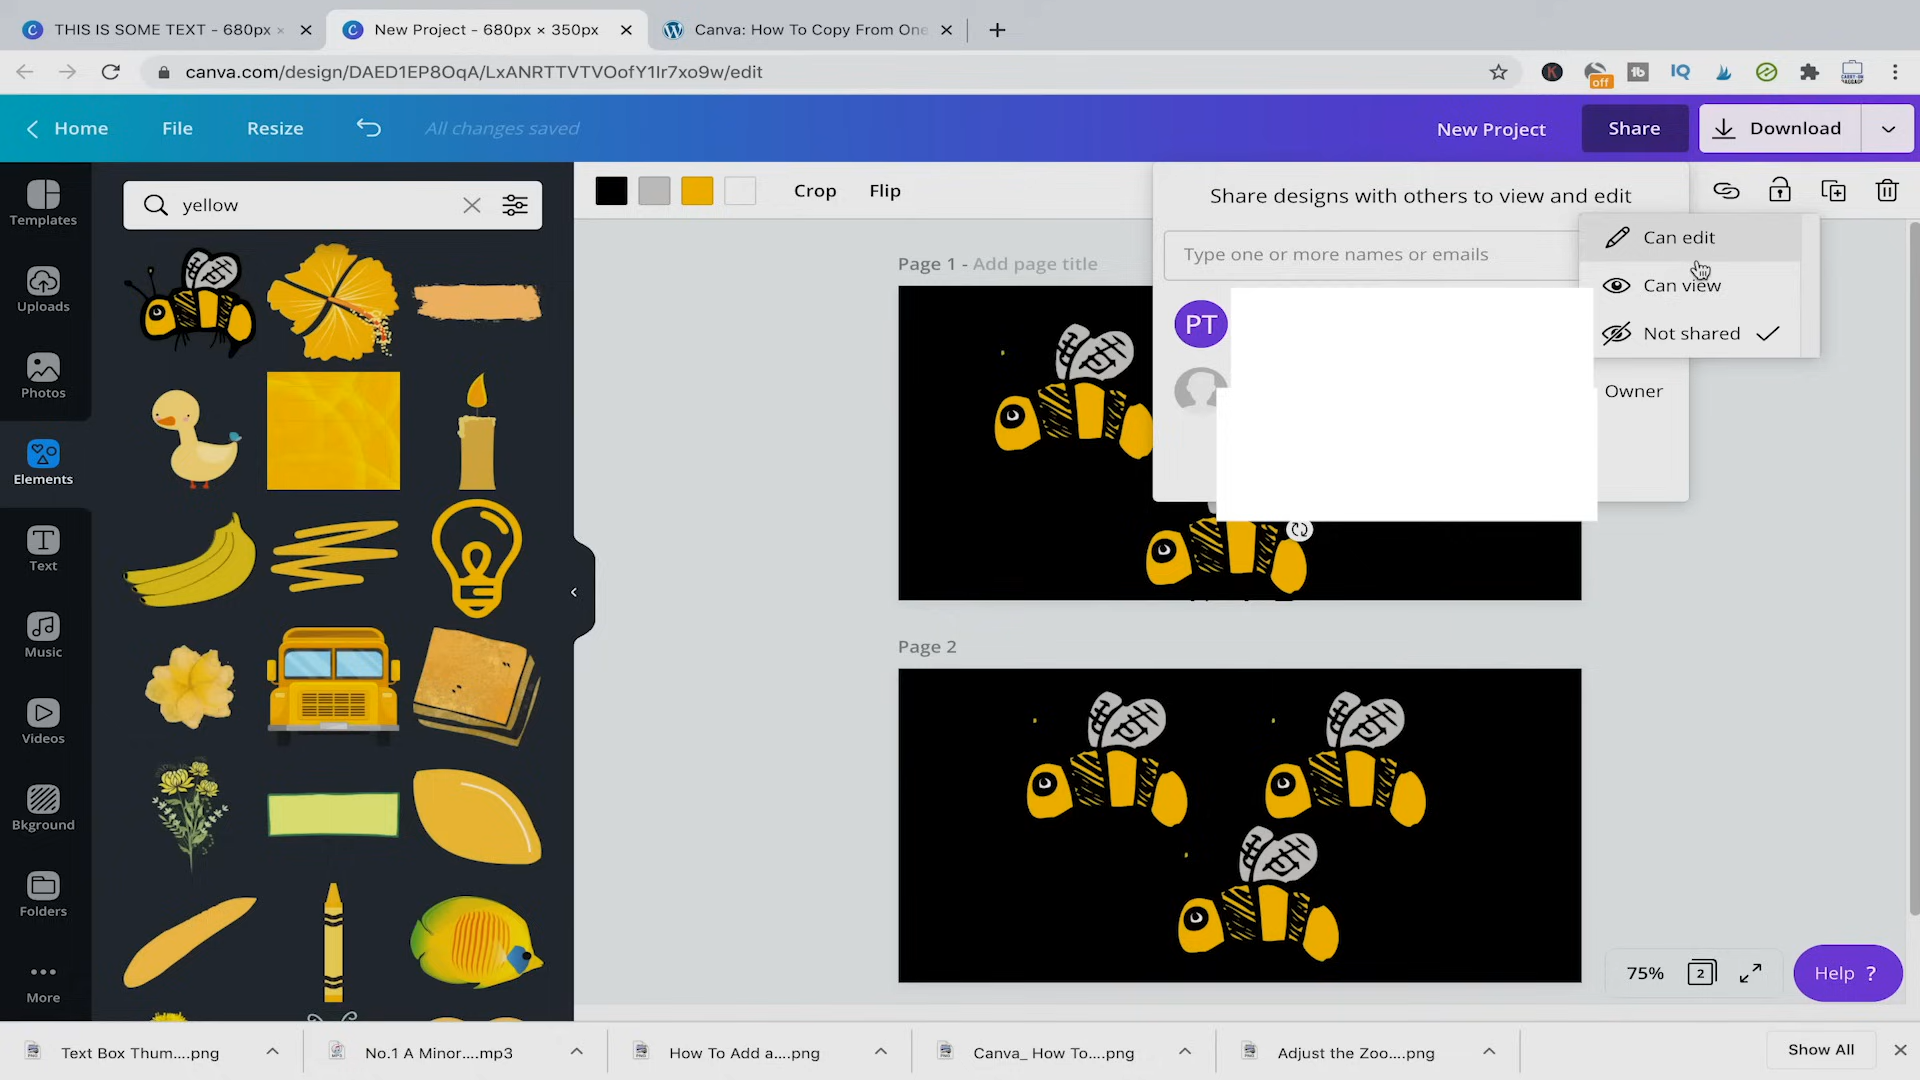 THIS IS SOME TEXT - 680px ×
New Project - 680px × 350px
Canva: How To Copy From One
canva.com/design/DAED1EP8OqA/LxANRTTVTVOofY1lr7xo9w/edit
off
tb
IQ
Home
File
Resize
All changes saved
New Project
Share
Download
Templates
Uploads
Photos
Elements
Text
Music
Videos
Bkground
Folders
More
yellow
Crop
Flip
Share designs with others to view and edit
Type one or more names or emails
PT
Can edit
Can view
Not shared
Owner
Page 1 - Add page title
Page 2
75%
2
Help ?
Text Box Thum....png
No.1 A Minor....mp3
How To Add a....png
Canva_ How To....png
Adjust the Zoo....png
Show All